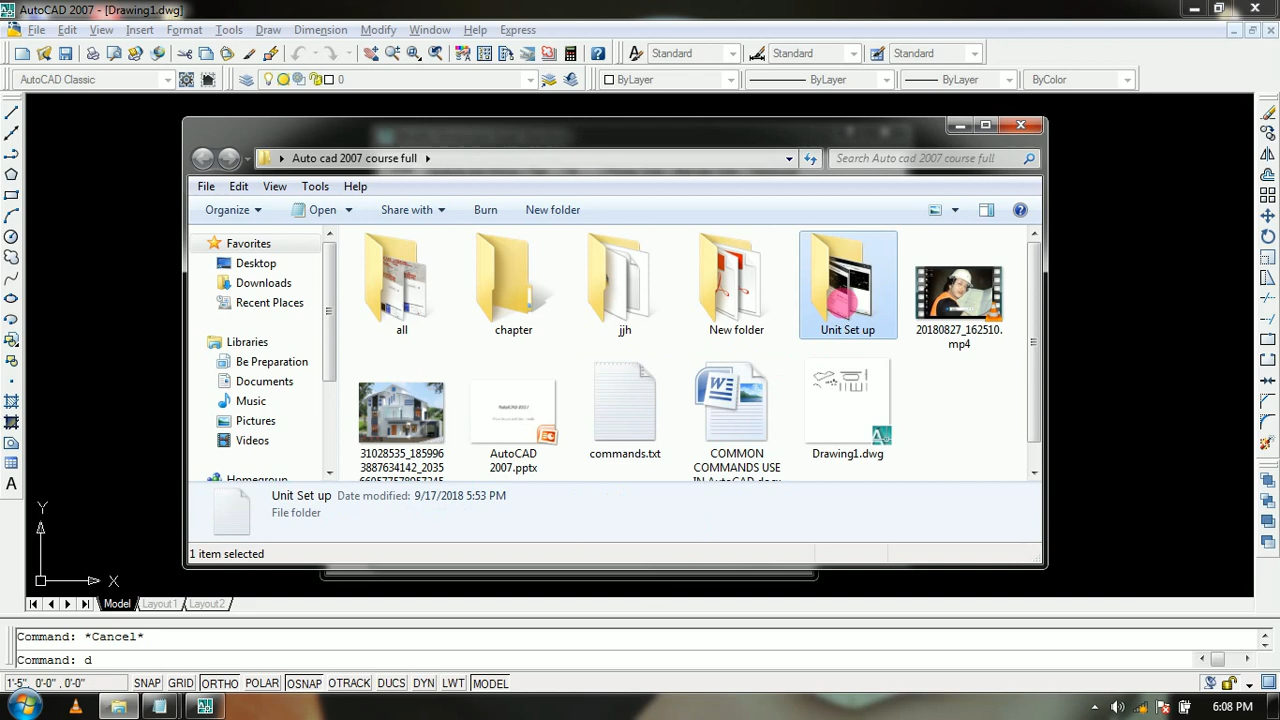 AutoCAD 2007 - [Drawing1.dwg]
File Edit View Insert Format Tools Draw Dimension Modify Window Help Express
Standard Standard Standard
AutoCAD Classic 0 ByLayer ByLayer ByLayer ByColor
Auto cad 2007 course full
Search Auto cad 2007 course full
File Edit View Tools Help
Organize Open Share with Burn New folder
Favorites
Desktop
Downloads
Recent Places
Libraries
Be Preparation
Documents
Music
Pictures
Videos
Homegroup
all
chapter
jjh
New folder
Unit Set up
20180827_162510.
mp4
31028535_185996
3887634142_2035
AutoCAD
2007.pptx
commands.txt
COMMON
COMMANDS USE
IN AutoCAD.docx
Drawing1.dwg
Unit Set up Date modified: 9/17/2018 5:53 PM
File folder
1 item selected
Y
X
Model Layout1 Layout2
Command: *Cancel*
Command: d
1'-5", 0'-0" , 0'-0" SNAP GRID ORTHO POLAR OSNAP OTRACK DUCS DYN LWT MODEL
6:08 PM